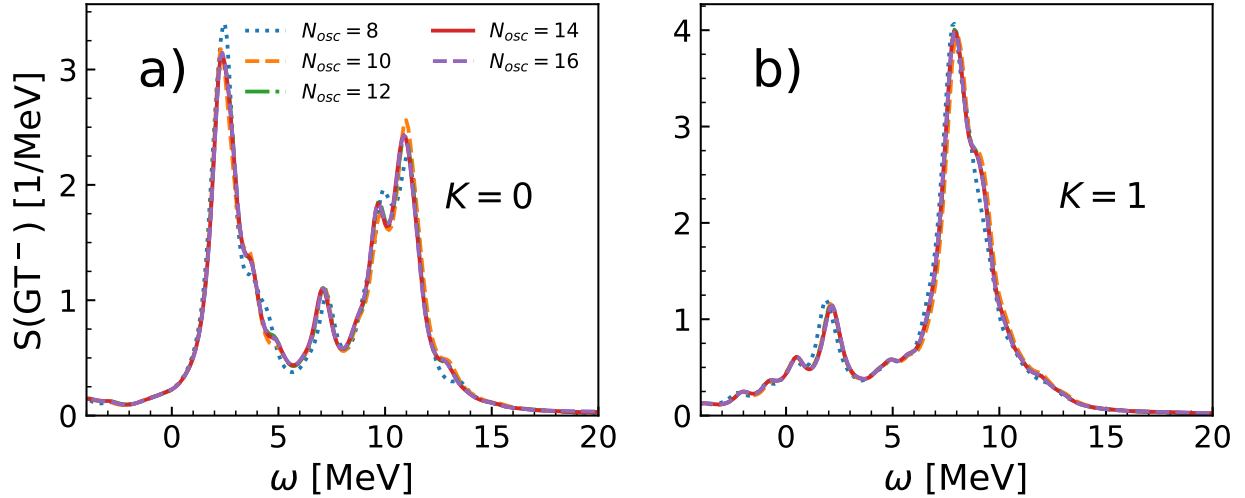 a)
N_osc = 8
N_osc = 10
N_osc = 12
N_osc = 14
N_osc = 16
K = 0
S(GT⁻) [1/MeV]
3
2
1
0
0 5 10 15 20
ω [MeV]
b)
K = 1
4
3
2
1
0
0 5 10 15 20
ω [MeV]